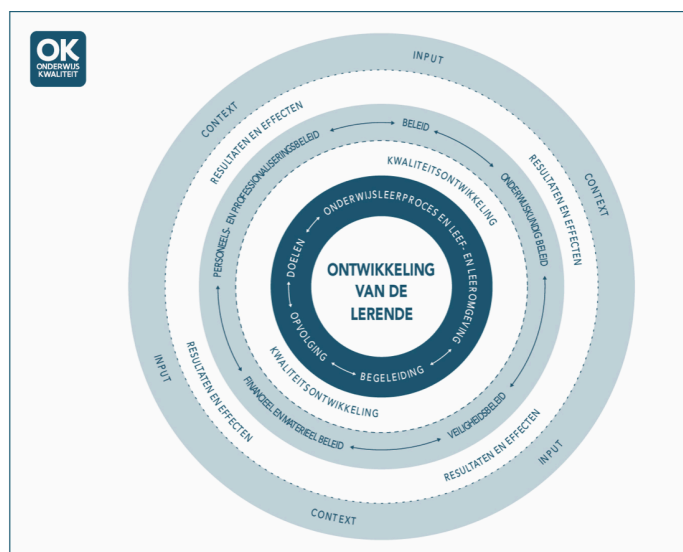 OK
ONDERWIJS
KWALITEIT
INPUT
CONTEXT
CONTEXT
INPUT
INPUT
CONTEXT
RESULTATEN EN EFFECTEN
RESULTATEN EN EFFECTEN
RESULTATEN EN EFFECTEN
RESULTATEN EN EFFECTEN
BELEID
ONDERWIJSKUNDIG BELEID
VEILIGHEIDSBELEID
FINANCIEEL EN MATERIEEL BELEID
PERSONEELS- EN PROFESSIONALISERINGSBELEID
KWALITEITSONTWIKKELING
KWALITEITSONTWIKKELING
ONDERWIJSLEERPROCES EN LEEF- EN LEEROMGEVING
BEGELEIDING
OPVOLGING
DOELEN
ONTWIKKELING
VAN DE
LERENDE